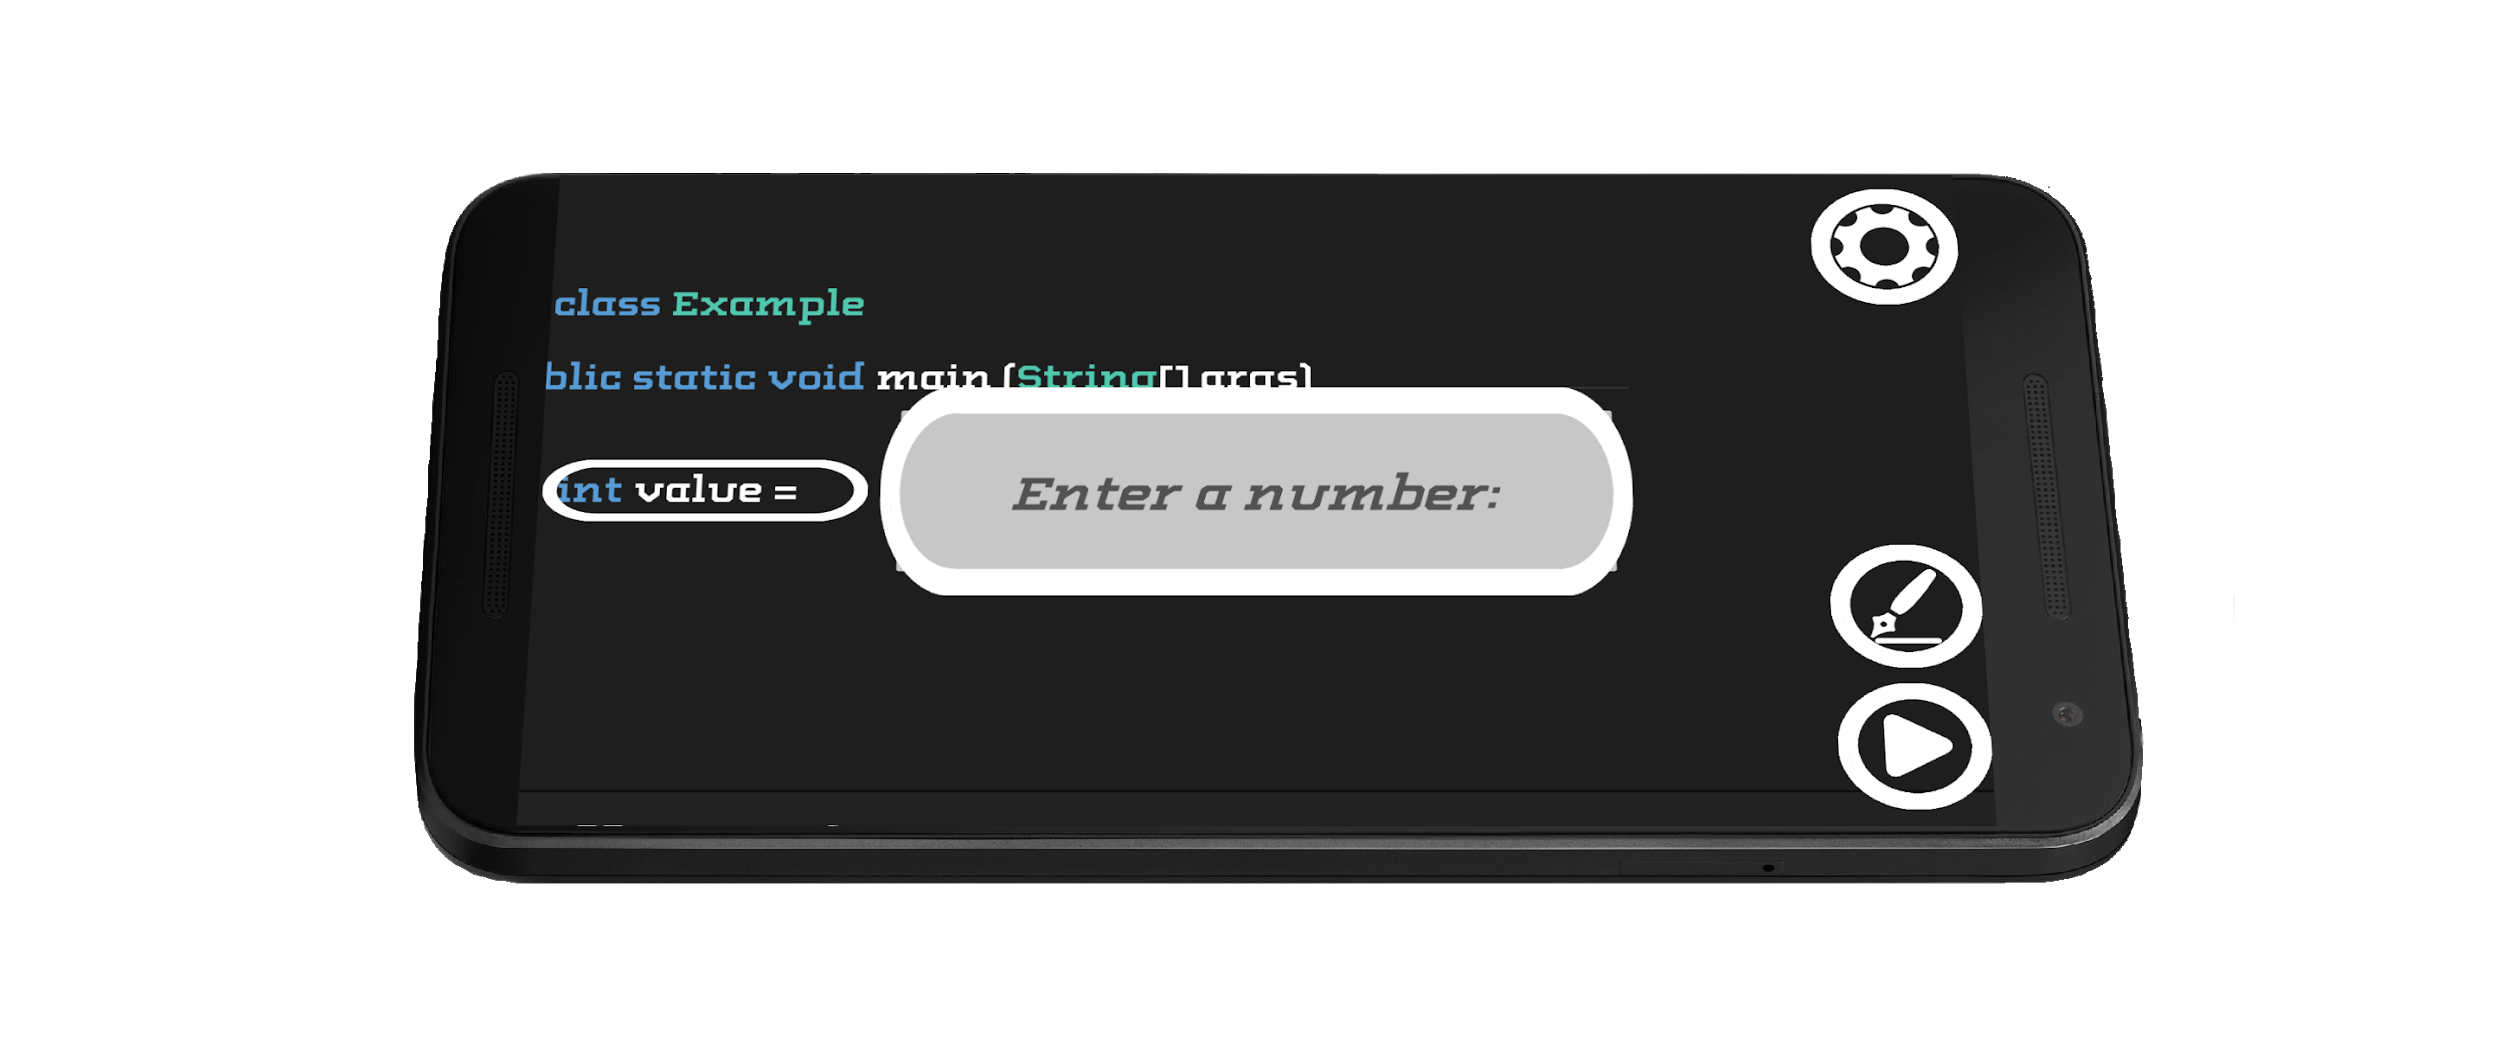 class Example
blic static void main (String[] args)
int value =
Enter a number: